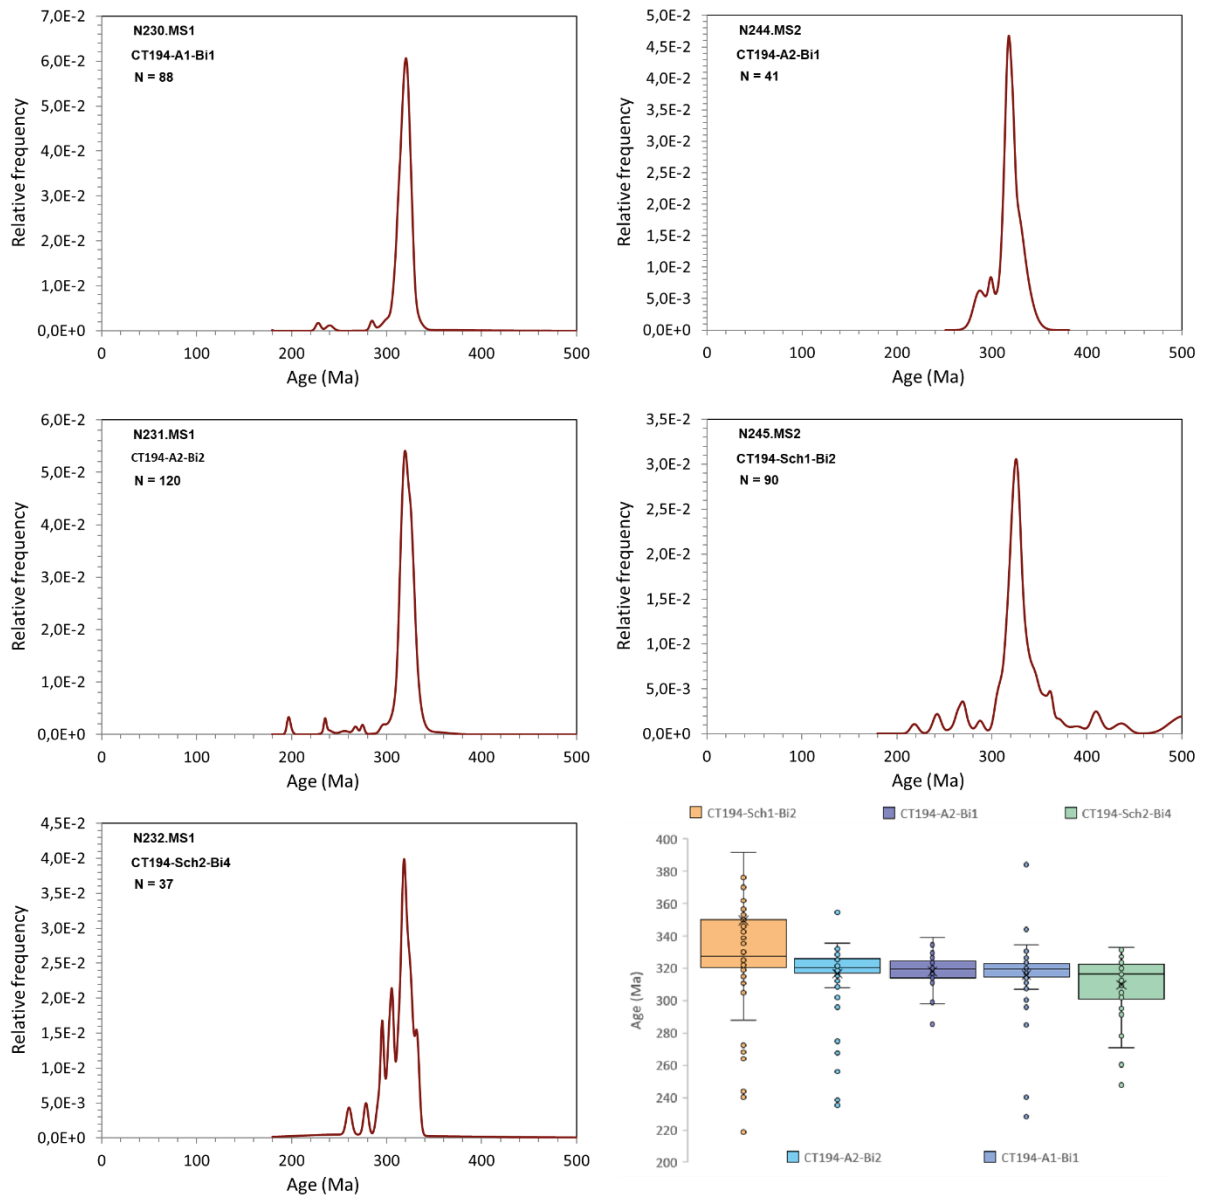 N230.MS1
CT194-A1-Bi1
N = 88
7,0E-2
6,0E-2
5,0E-2
4,0E-2
3,0E-2
2,0E-2
1,0E-2
0,0E+0
Relative frequency
0 100 200 300 400 500
Age (Ma)
N244.MS2
CT194-A2-Bi1
N = 41
5,0E-2
4,5E-2
4,0E-2
3,5E-2
3,0E-2
2,5E-2
2,0E-2
1,5E-2
1,0E-2
5,0E-3
0,0E+0
Relative frequency
0 100 200 300 400 500
Age (Ma)
N231.MS1
CT194-A2-Bi2
N = 120
6,0E-2
5,0E-2
4,0E-2
3,0E-2
2,0E-2
1,0E-2
0,0E+0
Relative frequency
0 100 200 300 400 500
Age (Ma)
N245.MS2
CT194-Sch1-Bi2
N = 90
3,5E-2
3,0E-2
2,5E-2
2,0E-2
1,5E-2
1,0E-2
5,0E-3
0,0E+0
Relative frequency
0 100 200 300 400 500
Age (Ma)
N232.MS1
CT194-Sch2-Bi4
N = 37
4,5E-2
4,0E-2
3,5E-2
3,0E-2
2,5E-2
2,0E-2
1,5E-2
1,0E-2
5,0E-3
0,0E+0
Relative frequency
0 100 200 300 400 500
Age (Ma)
CT194-Sch1-Bi2 CT194-A2-Bi1 CT194-Sch2-Bi4
400
380
360
340
320
300
280
260
240
220
200
Age (Ma)
CT194-A2-Bi2 CT194-A1-Bi1